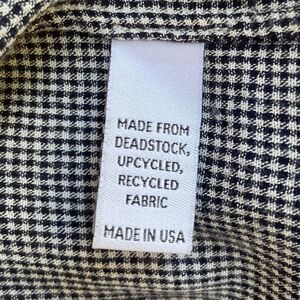 MADE FROM
DEADSTOCK,
UPCYCLED,
RECYCLED
FABRIC
MADE IN USA